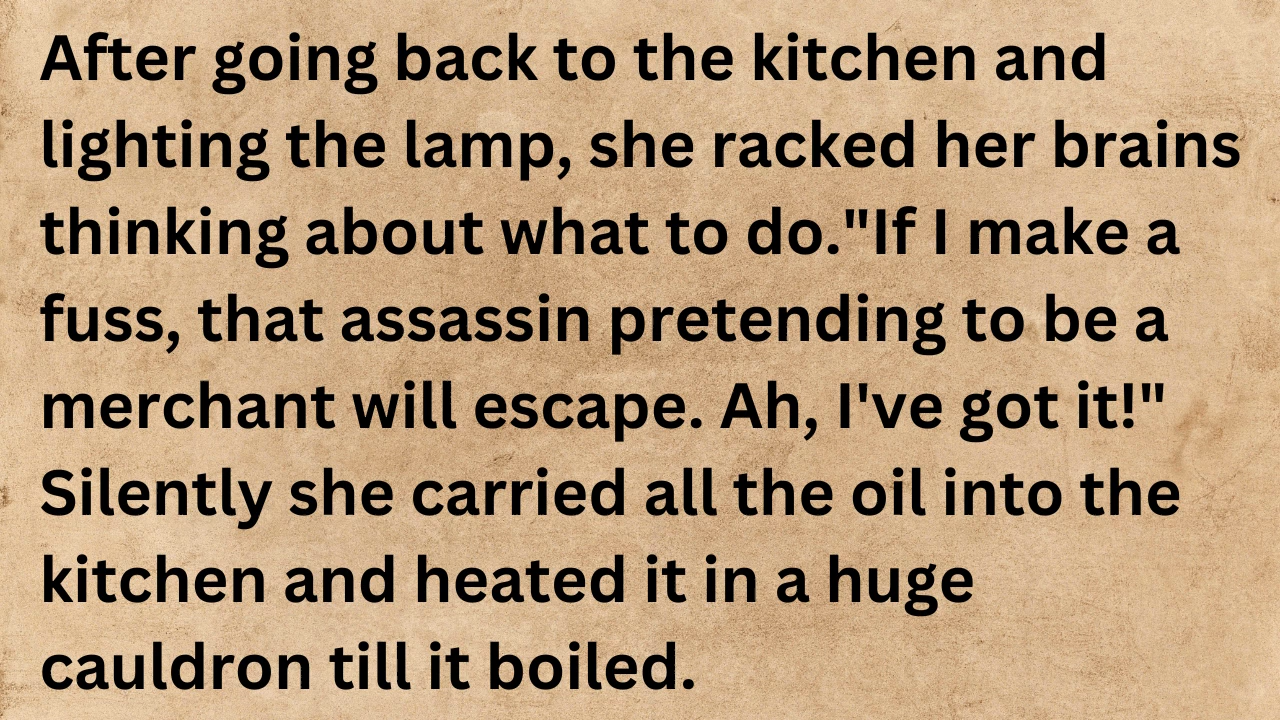 After going back to the kitchen and
lighting the lamp, she racked her brains
thinking about what to do."If I make a
fuss, that assassin pretending to be a
merchant will escape. Ah, I've got it!"
Silently she carried all the oil into the
kitchen and heated it in a huge
cauldron till it boiled.